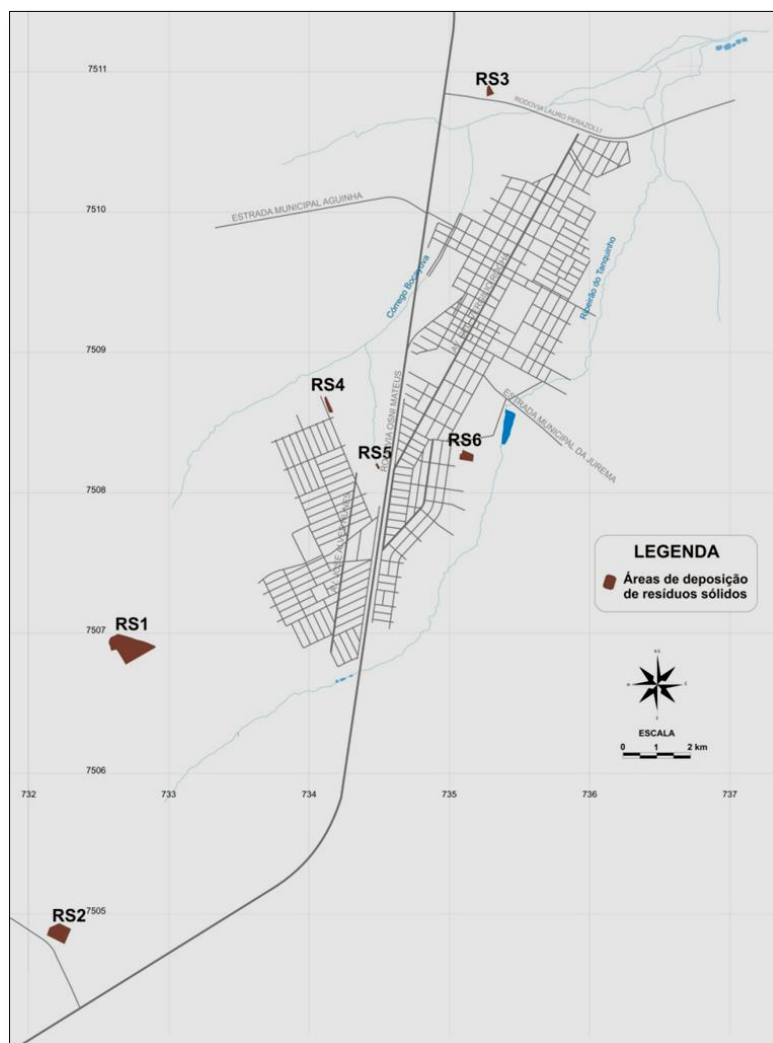 7511
RS3
RODOVIA LAURO PERAZOLLI
7510
ESTRADA MUNICIPAL AGUINHA
Córrego Bocajuva
Ribeirão do Tanquinho
7509
RODOVIA OSNI MATEUS
ESTRADA MUNICIPAL DA JUREMA
RS4
RS5
RS6
7508
LEGENDA
Áreas de deposição
de resíduos sólidos
RS1
7507
ESCALA
0 1 2 km
7506
732 733 734 735 736 737
RS2
7505